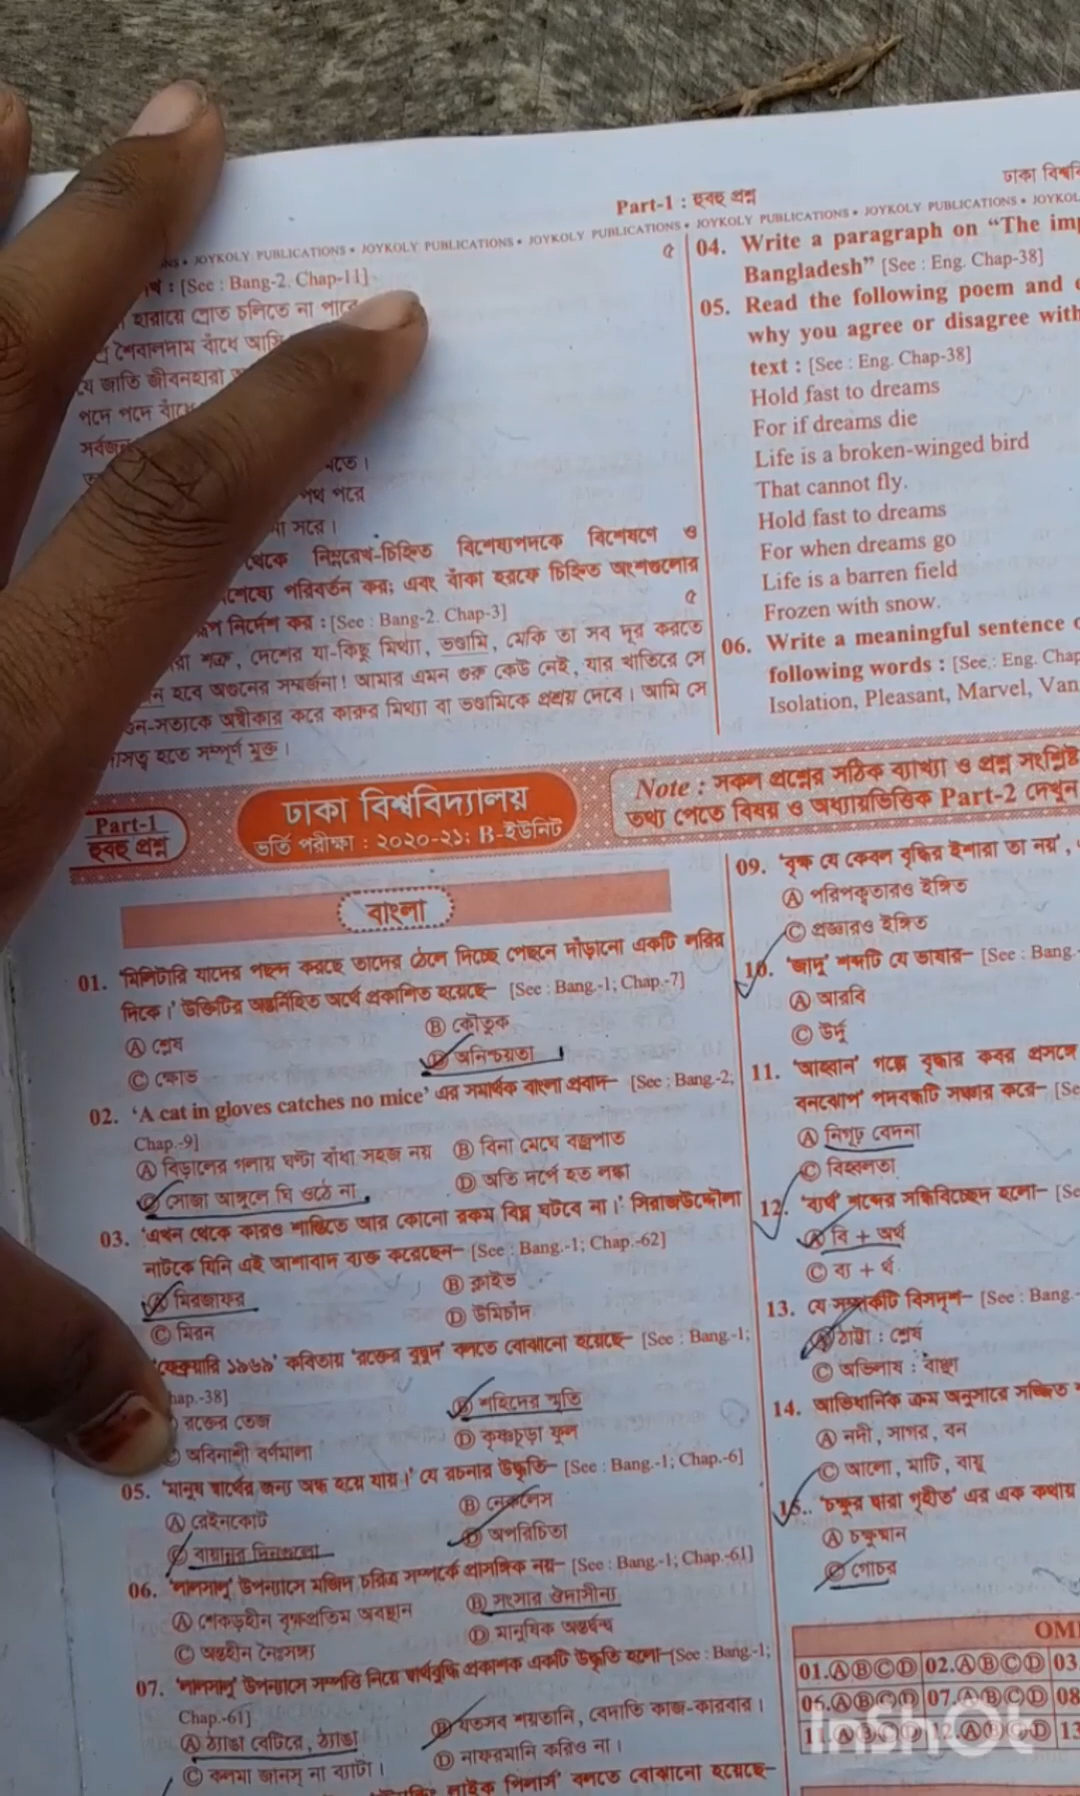 Part-1 : হুবহু প্রশ্ন
ঢাকা
JOYKOLY PUBLICATIONS • JOYKOLY PUBLICATIONS • JOYKOLY PUBLICATIONS • JOYKOLY PUBLICATIONS • JOYKOLY PUBLICATIONS •
[See : Bang-2. Chap-11] ৫
হারায়ে স্রোত চলিতে না পারে
শৈবালদাম বাঁধে আসি
যে জাতি জীবনহারা
পদে পদে বাঁধে
পথ পরে
সরে।
থেকে নিম্নরেখ-চিহ্নিত বিশেষ্যপদকে বিশেষণে ও
পরিবর্তন কর; এবং বাঁকা হরফে চিহ্নিত অংশগুলোর
নির্দেশ কর : [See : Bang-2. Chap-3] ৫
শত্রু, দেশের যা-কিছু মিথ্যা, ভণ্ডামি, মেকি তা সব দূর করতে
হবে আগুনের সম্মার্জনা! আমার এমন গুরু কেউ নেই, যার খাতিরে সে
অস্বীকার করে কারুর মিথ্যা বা ভণ্ডামিকে প্রশ্রয় দেবে। আমি সে
হতে সম্পূর্ণ মুক্ত।
04. Write a paragraph on “The
Bangladesh” [See : Eng. Chap-38]
05. Read the following poem and
why you agree or disagree with
text : [See : Eng. Chap-38]
Hold fast to dreams
For if dreams die
Life is a broken-winged bird
That cannot fly.
Hold fast to dreams
For when dreams go
Life is a barren field
Frozen with snow.
06. Write a meaningful sentence
following words : [See : Eng.
Isolation, Pleasant, Marvel,
Part-1
হুবহু প্রশ্ন
ঢাকা বিশ্ববিদ্যালয়
ভর্তি পরীক্ষা : ২০২০-২১; B-ইউনিট
Note : সকল প্রশ্নের সঠিক ব্যাখ্যা ও প্রশ্ন সংশ্লিষ্ট
তথ্য পেতে বিষয় ও অধ্যায়ভিত্তিক Part-2 দেখুন
বাংলা
01. ‘মিলিটারি যাদের পছন্দ করছে তাদের ঠেলে দিচ্ছে পেছনে দাঁড়ানো একটি লরির
দিকে।’ উক্তিটির অন্তর্নিহিত অর্থে প্রকাশিত হয়েছে– [See : Bang.-1; Chap.-7]
Ⓐ শ্লেষ Ⓑ কৌতুক
Ⓒ ক্ষোভ Ⓓ অনিশ্চয়তা
02. ‘A cat in gloves catches no mice’ এর সমার্থক বাংলা প্রবাদ– [See : Bang.-2;
Chap.-9]
Ⓐ বিড়ালের গলায় ঘণ্টা বাঁধা সহজ নয় Ⓑ বিনা মেঘে বজ্রপাত
Ⓒ সোজা আঙ্গুলে ঘি ওঠে না Ⓓ অতি দর্পে হত লঙ্কা
03. ‘এখন থেকে কারও শান্তিতে আর কোনো রকম বিঘ্ন ঘটবে না।’ সিরাজউদ্দৌলা
নাটকে যিনি এই আশাবাদ ব্যক্ত করেছেন– [See : Bang.-1; Chap.-62]
Ⓐ মিরজাফর Ⓑ ক্লাইভ
Ⓒ মিরন Ⓓ উমিচাঁদ
‘ফেব্রুয়ারি ১৯৬৯’ কবিতায় ‘রক্তের বুদ্বুদ’ বলতে বোঝানো হয়েছে– [See : Bang.-1;
Chap.-38]
রক্তের তেজ Ⓑ শহিদের স্মৃতি
অবিনাশী বর্ণমালা Ⓓ কৃষ্ণচূড়া ফুল
05. ‘মানুষ স্বার্থের জন্য অন্ধ হয়ে যায়।’ যে রচনার উদ্ধৃতি– [See : Bang.-1; Chap.-6]
Ⓐ রেইনকোট Ⓑ নেকলেস
Ⓒ বায়ান্নর দিনগুলো Ⓓ অপরিচিতা
06. ‘লালসালু’ উপন্যাসে মজিদ চরিত্র সম্পর্কে প্রাসঙ্গিক নয়– [See : Bang.-1; Chap.-61]
Ⓐ শেকড়হীন বৃক্ষপ্রতিম অবস্থান Ⓑ সংসার ঔদাসীন্য
Ⓒ অন্তহীন নৈঃসঙ্গ্য Ⓓ মানুষিক অন্তর্দ্বন্দ্ব
07. ‘লালসালু’ উপন্যাসে সম্পত্তি নিয়ে স্বার্থবুদ্ধি প্রকাশক একটি উদ্ধৃতি হলো–[See : Bang.-1;
Chap.-61]
Ⓐ ঠ্যাঙা বেটিরে, ঠ্যাঙা Ⓑ যতসব শয়তানি, বেদাতি কাজ-কারবার।
Ⓒ কলমা জানস্ না ব্যাটা। Ⓓ নাফরমানি করিও না।
বলতে বোঝানো হয়েছে–
09. ‘বৃক্ষ যে কেবল বৃদ্ধির ইশারা তা নয়’,
Ⓐ পরিপক্বতারও ইঙ্গিত
Ⓒ প্রজ্ঞারও ইঙ্গিত
10. ‘জাদু’ শব্দটি যে ভাষার– [See : Bang.-
Ⓐ আরবি
Ⓒ উর্দু
11. ‘আহ্বান’ গল্পে বৃদ্ধার কবর প্রসঙ্গে
বনঝোপ’ পদবন্ধটি সঞ্চার করে–
Ⓐ নিগূঢ় বেদনা
Ⓒ বিহ্বলতা
12. ‘ব্যর্থ’ শব্দের সন্ধিবিচ্ছেদ হলো–
Ⓐ বি + অর্থ
Ⓒ ব্য + র্থ
13. যে সম্পর্কটি বিসদৃশ– [See : Bang.-
Ⓐ ঠাট্টা : শ্লেষ
Ⓒ অভিলাষ : বাঞ্ছা
14. আভিধানিক ক্রম অনুসারে সজ্জিত
Ⓐ নদী, সাগর, বন
Ⓒ আলো, মাটি, বায়ু
15. ‘চক্ষুর দ্বারা গৃহীত’ এর এক কথায়
Ⓐ চক্ষুষ্মান
Ⓒ গোচর
01.ⒶⒷⒸⒹ 02.ⒶⒷⒸⒹ 03
06.ⒶⒷⒸⒹ 07.ⒶⒷⒸⒹ 08
11.ⒶⒷⒸⒹ 12.ⒶⒷⒸⒹ 13
InShOt